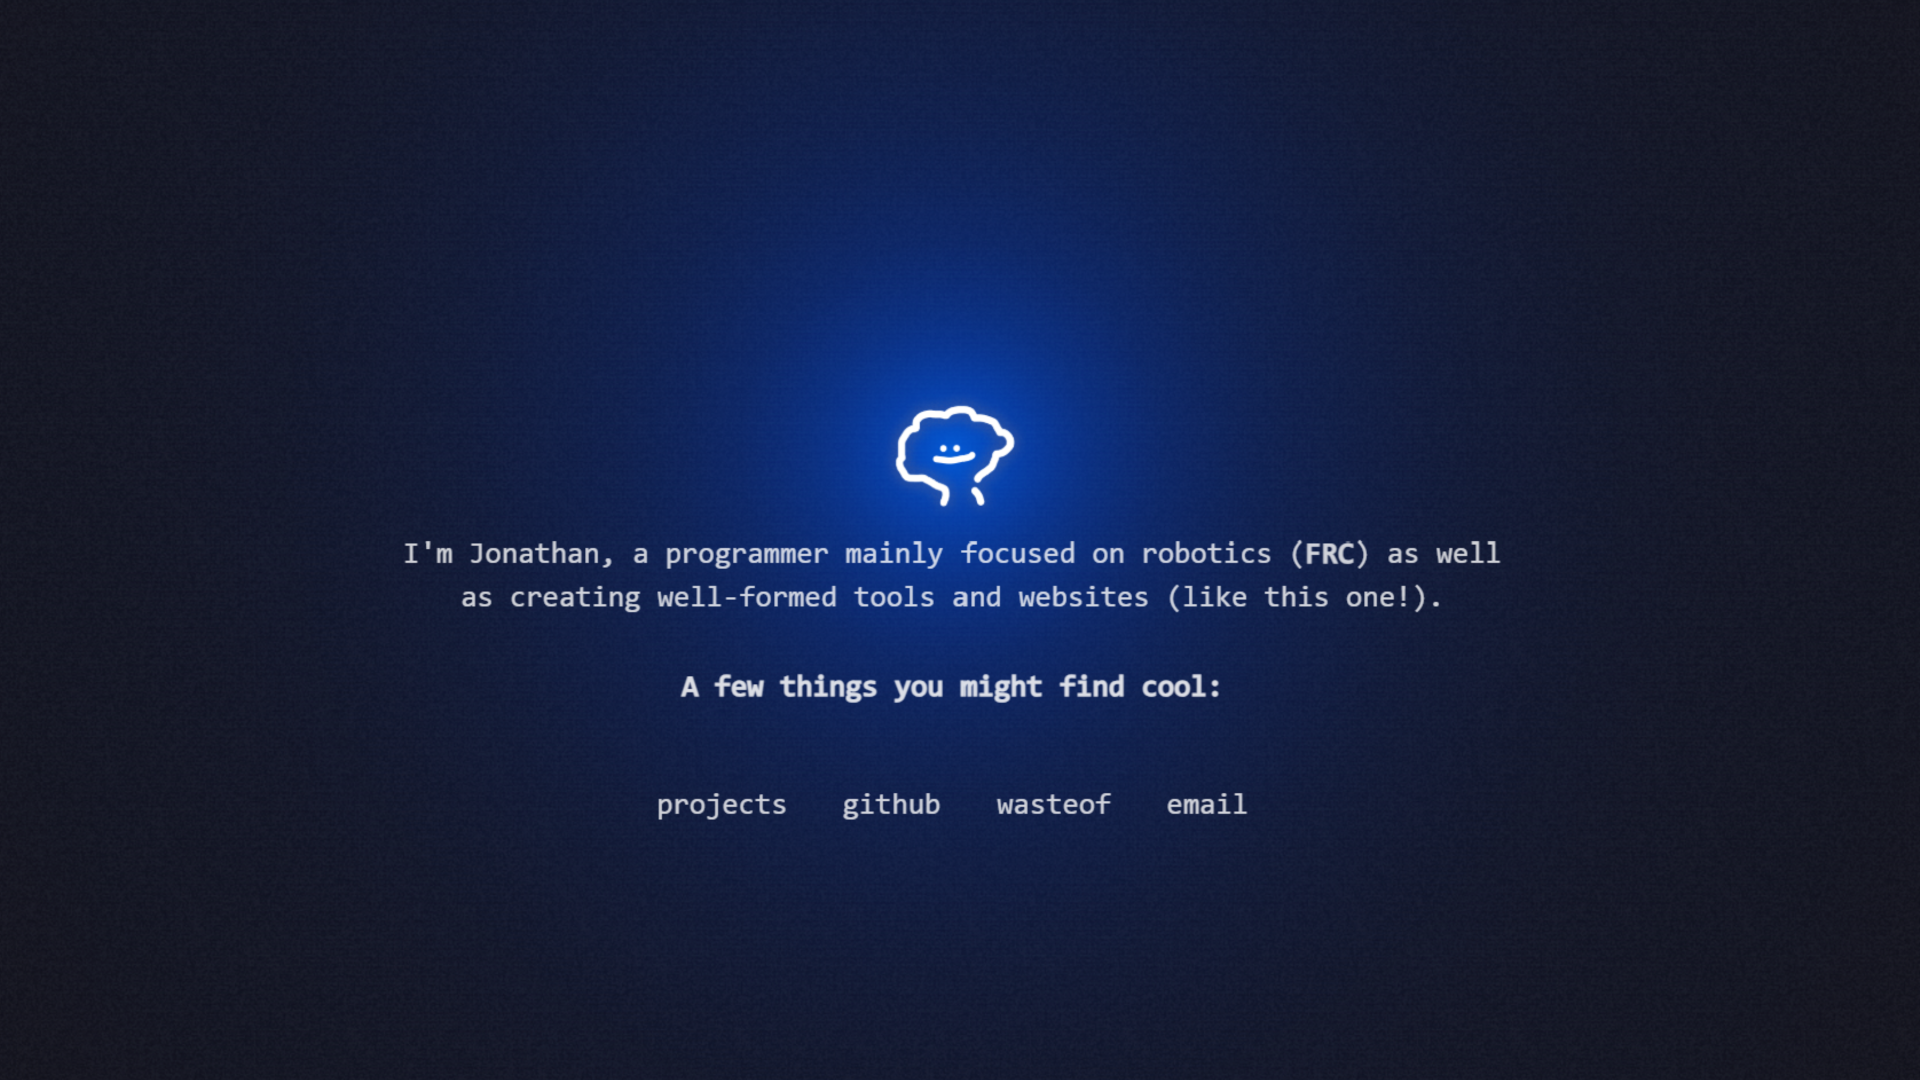 I'm Jonathan, a programmer mainly focused on robotics (FRC) as well
as creating well-formed tools and websites (like this one!).
A few things you might find cool:
projects github wasteof email